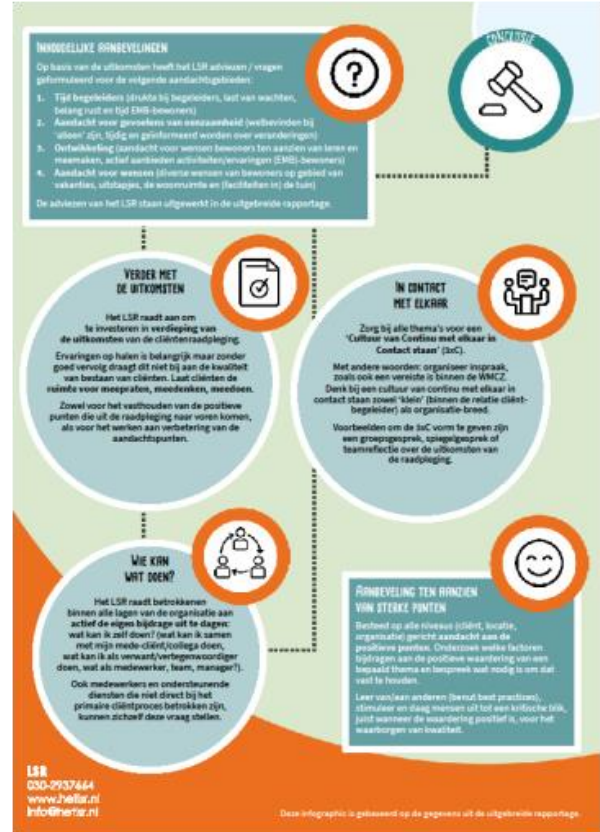 INHOUDELIJKE AANBEVELINGEN
Op basis van de uitkomsten heeft het LSR adviezen / vragen
geformuleerd voor de volgende aandachtsgebieden:
1. Tijd begeleiders (drukte bij begeleiders, last van wachten,
belang rust en tijd EMB-bewoners)
2. Aandacht voor gevoelens van eenzaamheid (welbevinden bij
'alleen' zijn, tijdig en geïnformeerd worden over veranderingen)
3. Ontwikkeling (aandacht voor wensen bewoners ten aanzien van leren en
meemaken, actief aanbieden activiteiten/ervaringen (EMB)-bewoners)
4. Aandacht voor wensen (diverse wensen van bewoners op gebied van
vakanties, uitstapjes, de woonruimte en (faciliteiten in) de tuin)
De adviezen van het LSR staan uitgewerkt in de uitgebreide rapportage.
CONCLUSIE
VERDER MET
DE UITKOMSTEN
Het LSR raadt aan om
te investeren in verdieping van
de uitkomsten van de cliëntenraadpleging.
Ervaringen op halen is belangrijk maar zonder
goed vervolg draagt dit niet bij aan de kwaliteit
van bestaan van cliënten. Laat cliënten de
ruimte voor meepraten, meedenken, meedoen.
Zowel voor het vasthouden van de positieve
punten die uit de raadpleging naar voren komen,
als voor het werken aan verbetering van de
aandachtspunten.
IN CONTACT
MET ELKAAR
Zorg bij alle thema's voor een
'Cultuur van Continu met elkaar in
Contact staan' (3xC).
Met andere woorden: organiseer inspraak,
zoals ook een vereiste is binnen de WMCZ.
Denk bij een cultuur van continu met elkaar in
contact staan zowel 'klein' (binnen de relatie cliënt-
begeleider) als organisatie-breed.
Voorbeelden om de 3xC vorm te geven zijn
een groepsgesprek, spiegelgesprek of
teamreflectie over de uitkomsten van
de raadpleging.
WIE KAN
WAT DOEN?
Het LSR raadt betrokkenen
binnen alle lagen van de organisatie aan
actief de eigen bijdrage uit te dagen:
wat kan ik zelf doen? (wat kan ik samen
met mijn mede-cliënt/collega doen,
wat kan ik als verwant/vertegenwoordiger
doen, wat als medewerker, team, manager?).
Ook medewerkers en ondersteunende
diensten die niet direct bij het
primaire cliëntproces betrokken zijn,
kunnen zichzelf deze vraag stellen.
AANBEVELING TEN AANZIEN
VAN STERKE PUNTEN
Besteed op alle niveaus (cliënt, locatie,
organisatie) gericht aandacht aan de
positieve punten. Onderzoek welke factoren
bijdragen aan de positieve waardering van een
bepaald thema en bespreek wat nodig is om dat
vast te houden.
Leer van/aan anderen (benut best practices),
stimuleer en daag mensen uit tot een kritische blik,
juist wanneer de waardering positief is, voor het
waarborgen van kwaliteit.
LSR
030-2937664
www.hetlsr.nl
info@hetlsr.nl
Deze infographic is gebaseerd op de gegevens uit de uitgebreide rapportage.